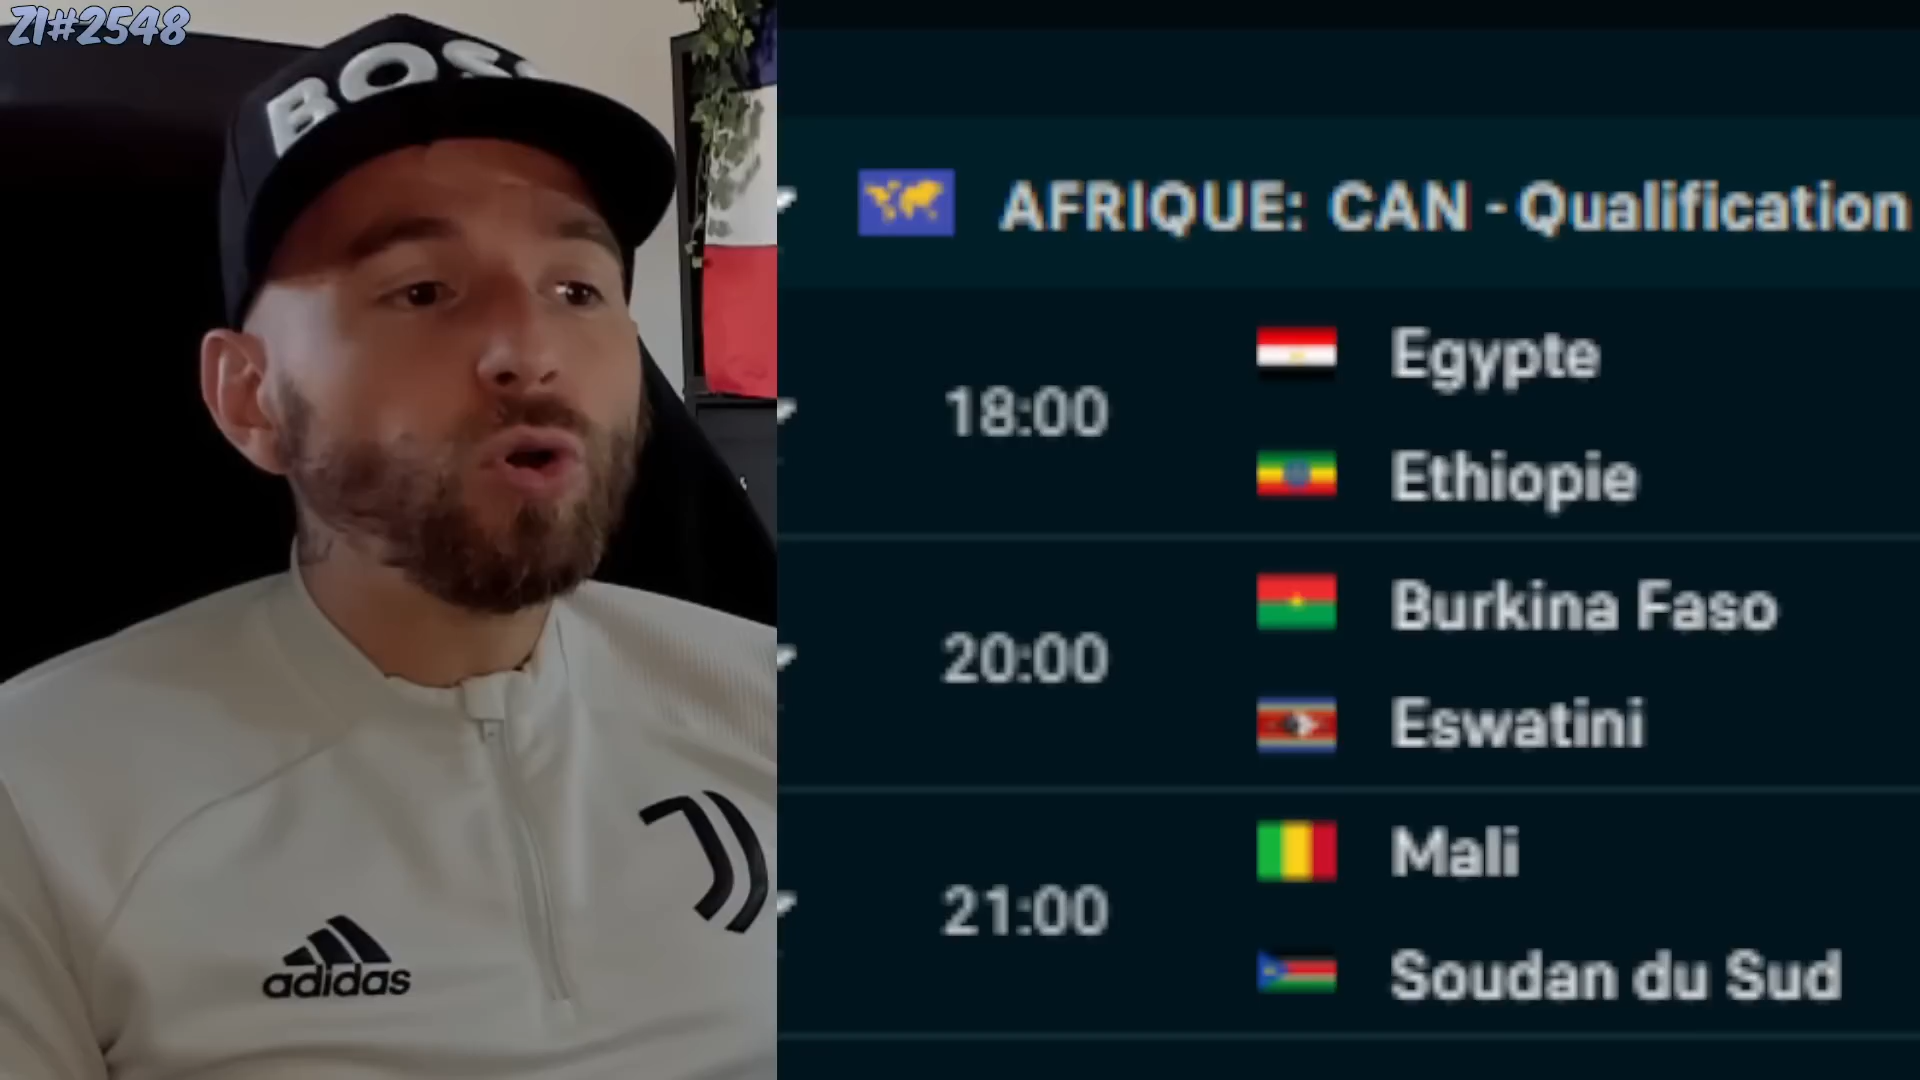 ZI#2548
BOSS
adidas
AFRIQUE: CAN - Qualification
18:00
Egypte
Ethiopie
20:00
Burkina Faso
Eswatini
21:00
Mali
Soudan du Sud